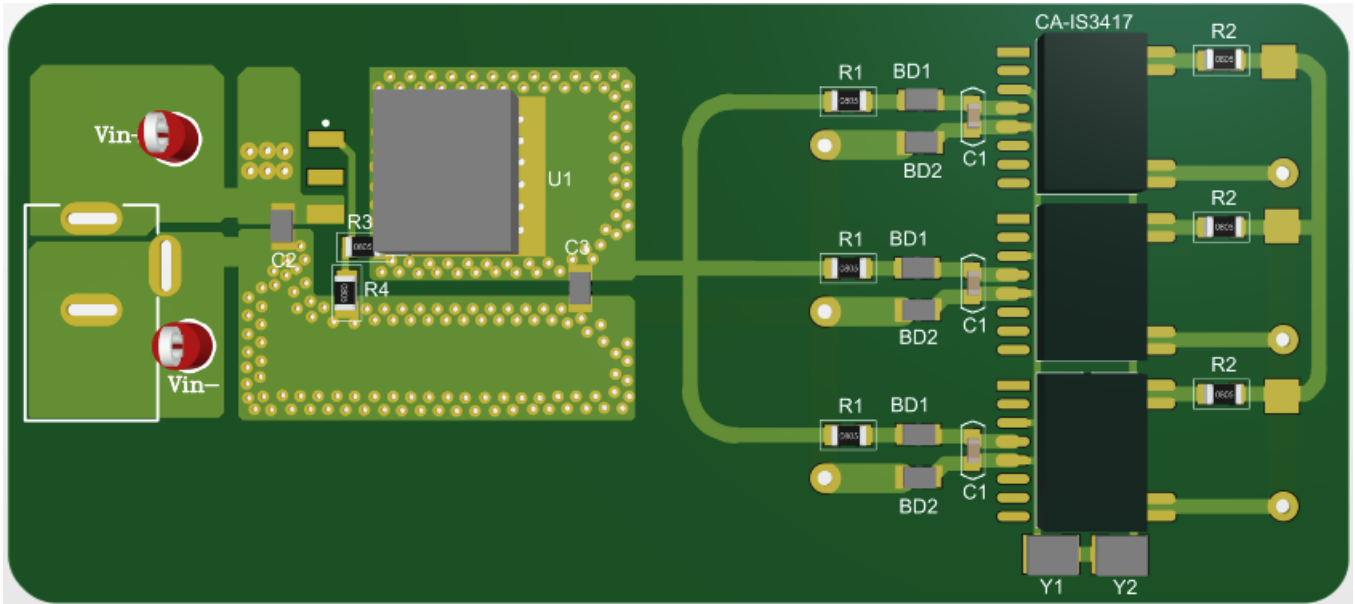 CA-IS3417
R2
R1
BD1
Vin-
C1
BD2
U1
R2
R3
C3
R1
BD1
C2
C1
R4
BD2
R2
Vin-
R1
BD1
C1
BD2
Y1
Y2